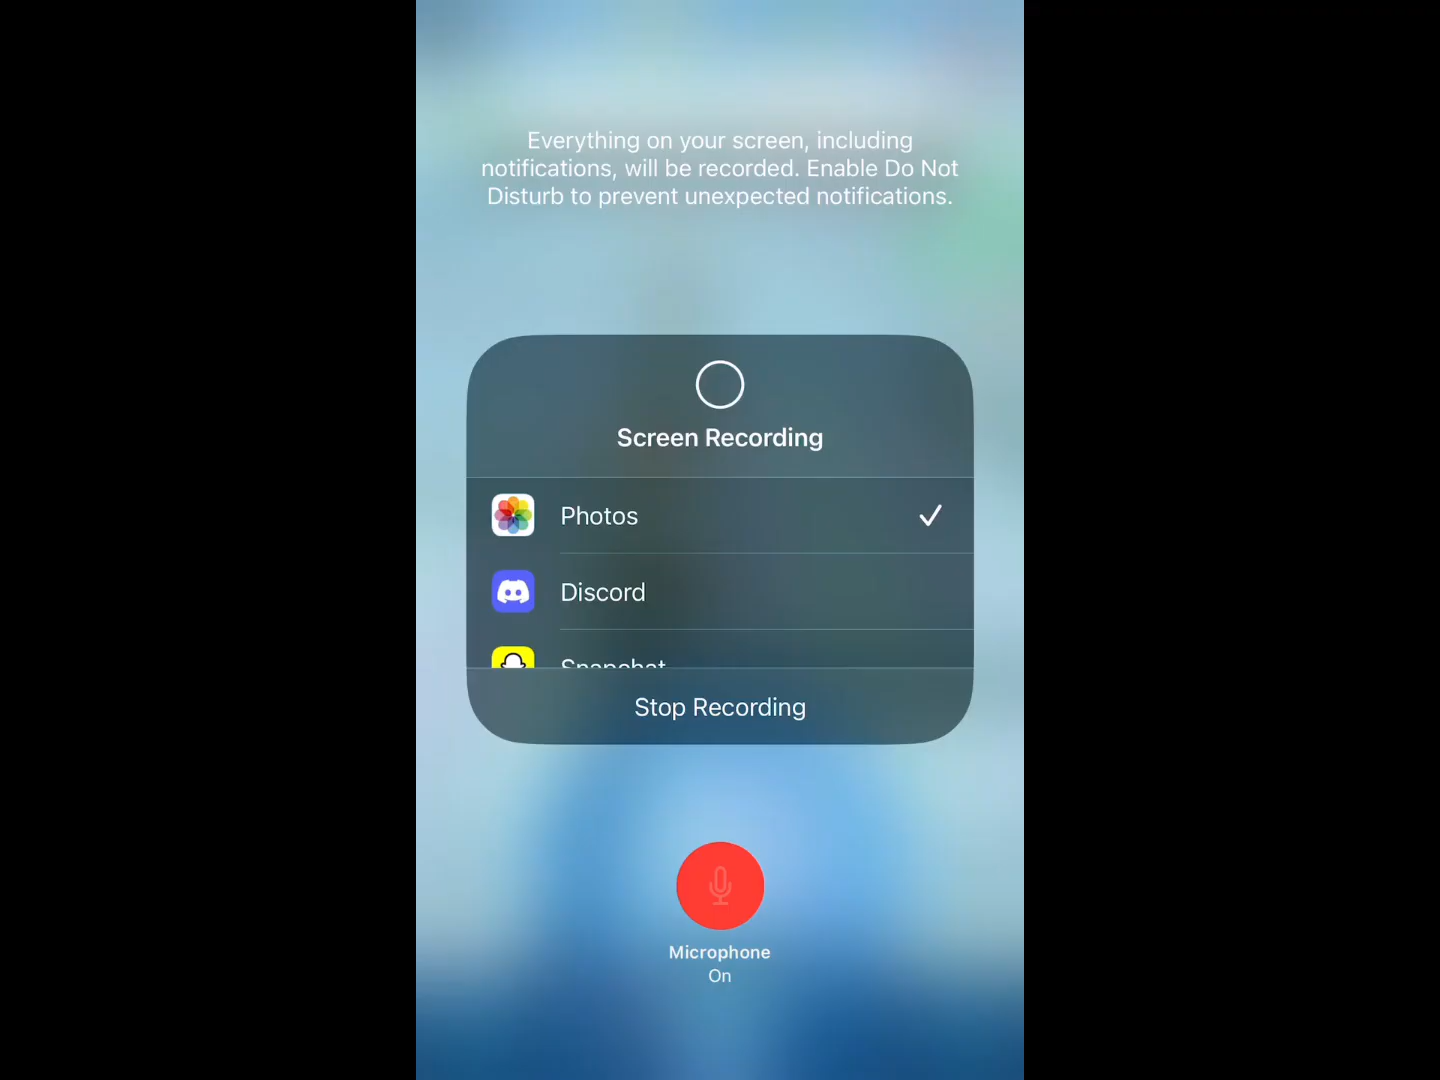 Everything on your screen, including
notifications, will be recorded. Enable Do Not
Disturb to prevent unexpected notifications.
Screen Recording
Photos
Discord
Snapchat
Stop Recording
Microphone
On